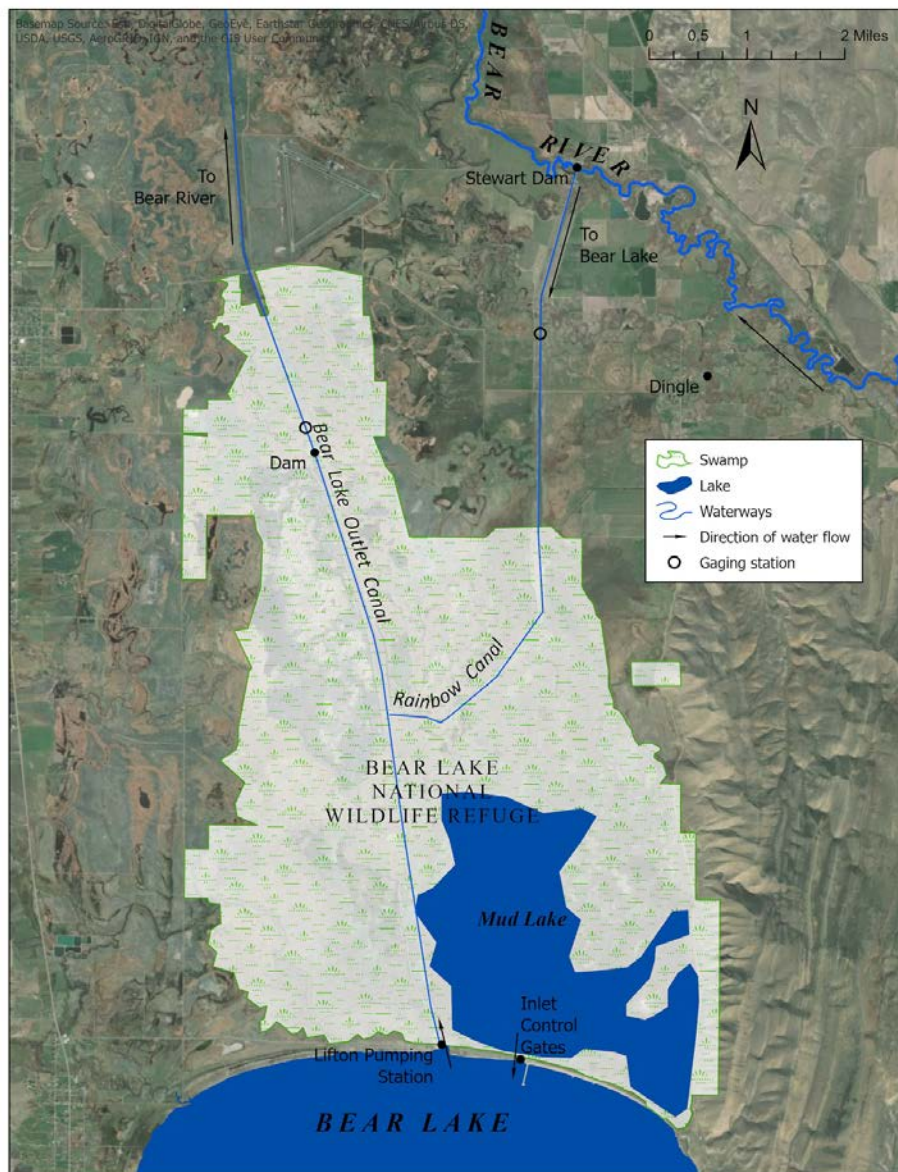 Basemap Source: Esri, DigitalGlobe, GeoEye, Earthstar Geographics, CNES/Airbus DS,
USDA, USGS, AeroGRID, IGN, and the GIS User Community
BEAR
RIVER
0 0.5 1 2 Miles
N
Stewart Dam
To
Bear River
To
Bear Lake
Dingle
Dam
Bear Lake Outlet Canal
Swamp
Lake
Waterways
Direction of water flow
Gaging station
Rainbow Canal
BEAR LAKE
NATIONAL
WILDLIFE REFUGE
Mud Lake
Inlet
Control
Gates
Lifton Pumping
Station
BEAR LAKE